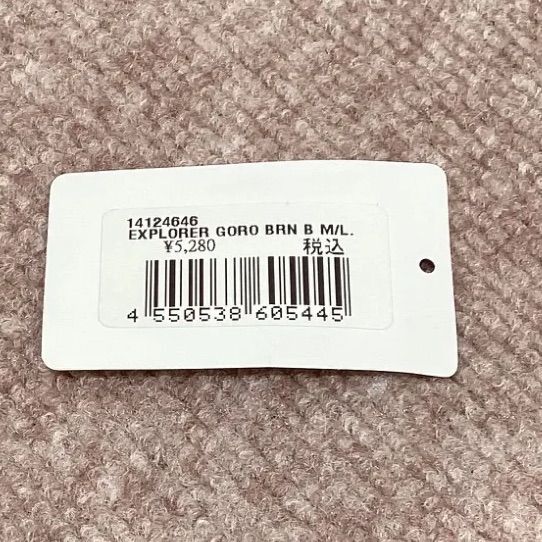 14124646
EXPLORER GORO BRN B M/L.
¥5,280 税込
4 550538 605445